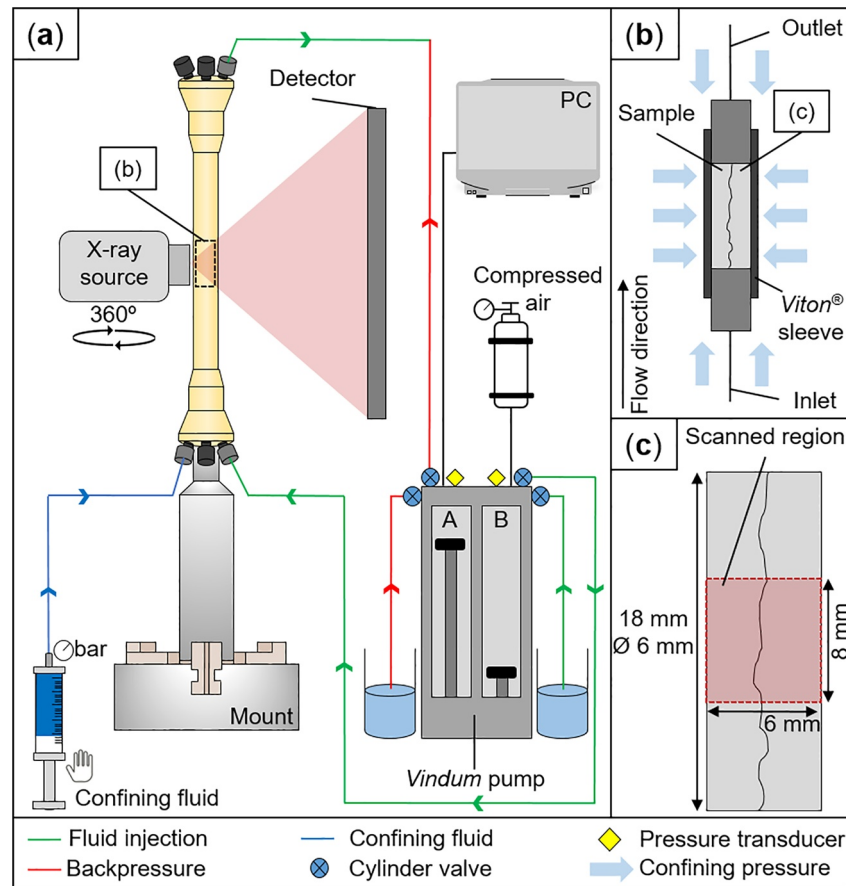 (a)
Detector
PC
(b)
X-ray
source
360º
Compressed
air
A
B
bar
Mount
Vindum pump
Confining fluid
(b)
Outlet
Sample
(c)
Flow direction
Viton®
sleeve
Inlet
(c)
Scanned region
18 mm
Ø 6 mm
8 mm
6 mm
Fluid injection
Confining fluid
Pressure transducer
Backpressure
Cylinder valve
Confining pressure